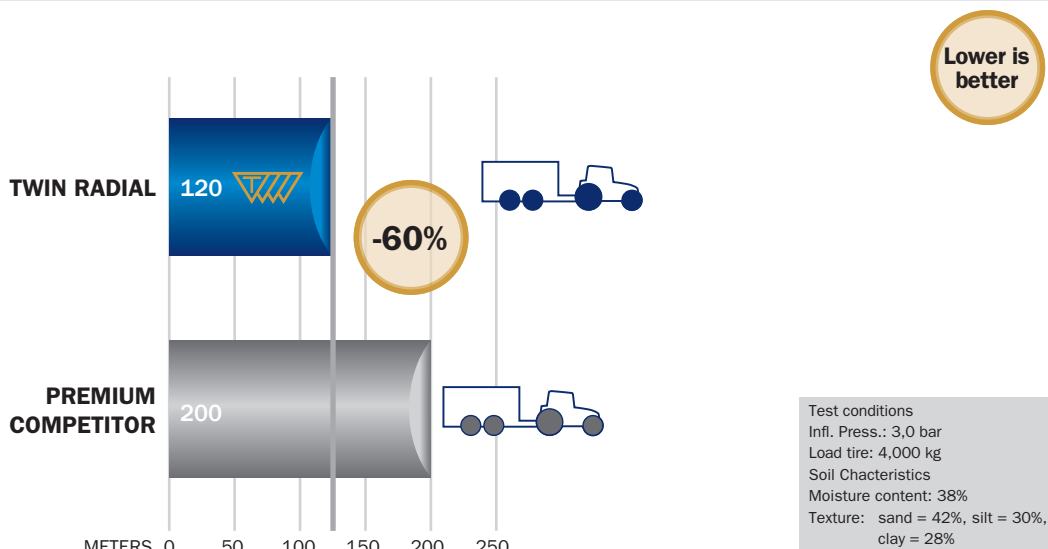 Lower is
better
TWIN RADIAL
120
-60%
PREMIUM
COMPETITOR
200
METERS 0 50 100 150 200 250
Test conditions
Infl. Press.: 3,0 bar
Load tire: 4,000 kg
Soil Chacteristics
Moisture content: 38%
Texture: sand = 42%, silt = 30%,
clay = 28%